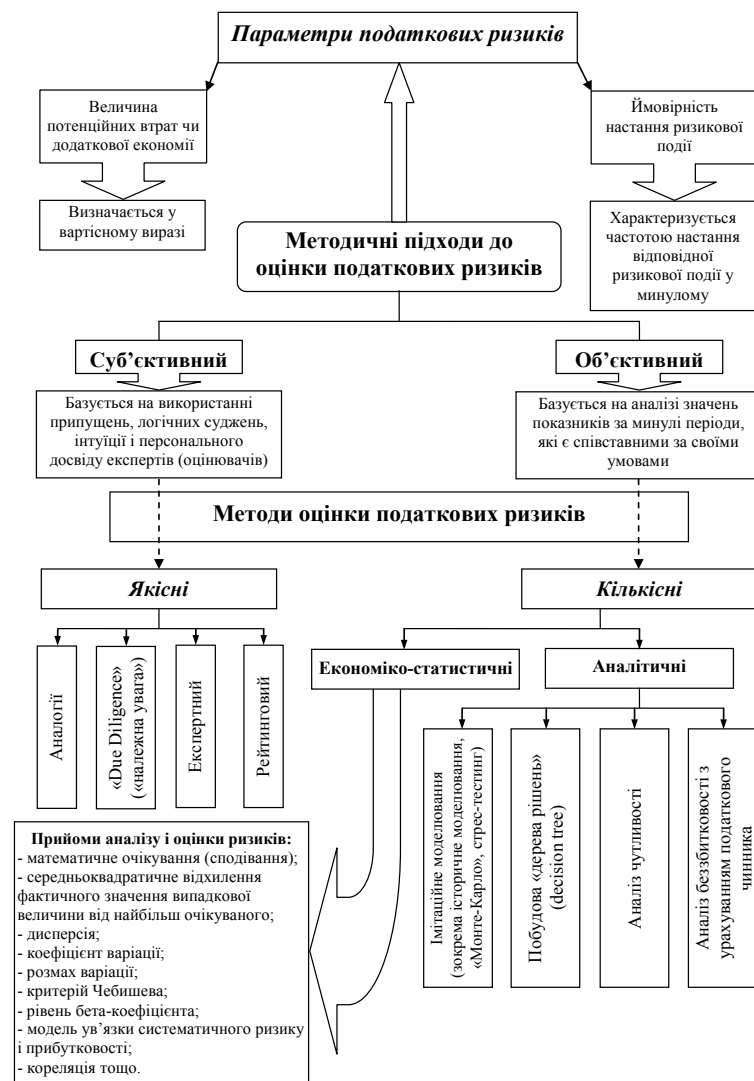 Параметри податкових ризиків
Величина
потенційних втрат чи
додаткової економії
Ймовірність
настання ризикової
події
Визначається у
вартісному виразі
Характеризується
частотою настання
відповідної
ризикової події у
минулому
Методичні підходи до
оцінки податкових ризиків
Суб’єктивний
Об’єктивний
Базується на використанні
припущень, логічних суджень,
інтуїції і персонального
досвіду експертів (оцінювачів)
Базується на аналізі значень
показників за минулі періоди,
які є співставними за своїми
умовами
Методи оцінки податкових ризиків
Якісні
Кількісні
Аналогії
«Due Diligence»
(«належна увага»)
Експертний
Рейтинговий
Економіко-статистичні
Аналітичні
Імітаційне моделювання
(зокрема історичне моделювання,
«Монте-Карло», стрес-тестинг)
Побудова «дерева рішень»
(decision tree)
Аналіз чутливості
Аналіз беззбитковості з
урахуванням податкового
чинника
Прийоми аналізу і оцінки ризиків:
- математичне очікування (сподівання);
- середньоквадратичне відхилення
фактичного значення випадкової
величини від найбільш очікуваного;
- дисперсія;
- коефіцієнт варіації;
- розмах варіації;
- критерій Чебишева;
- рівень бета-коефіцієнта;
- модель ув’язки систематичного ризику
і прибутковості;
- кореляція тощо.